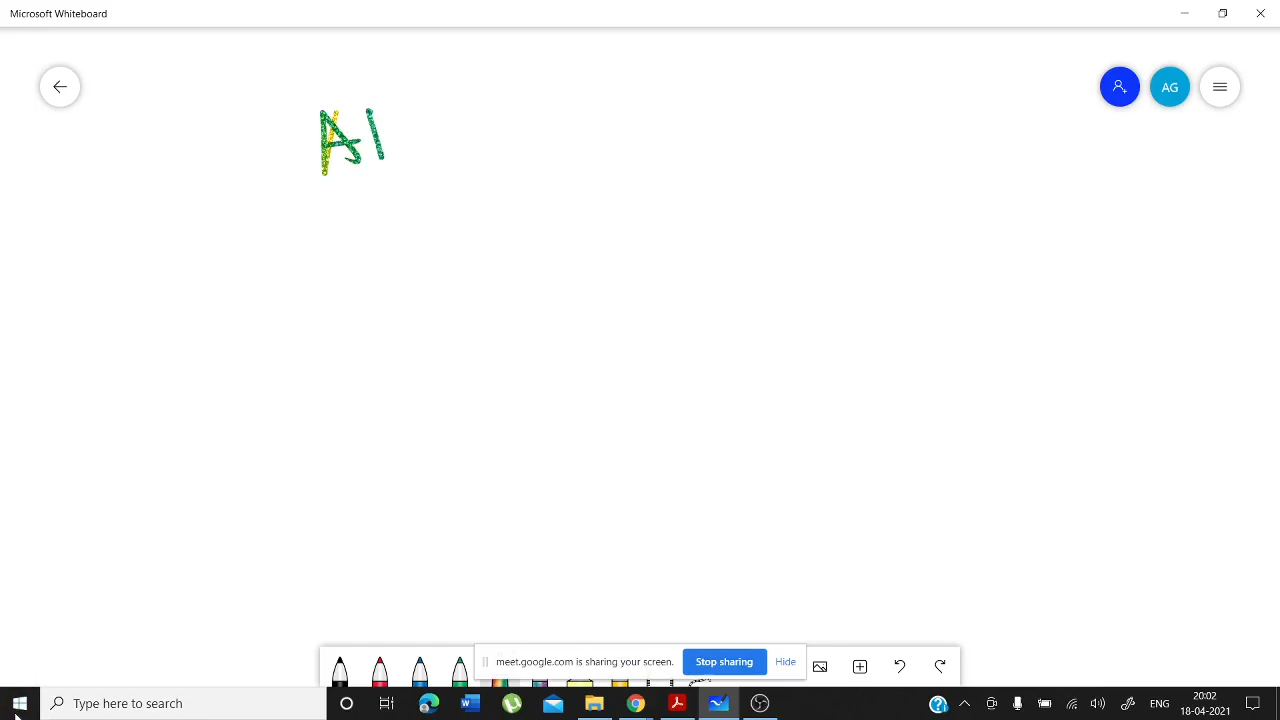 Microsoft Whiteboard
AI
AG
meet.google.com is sharing your screen. Stop sharing Hide
Type here to search
ENG
20:02
18-04-2021